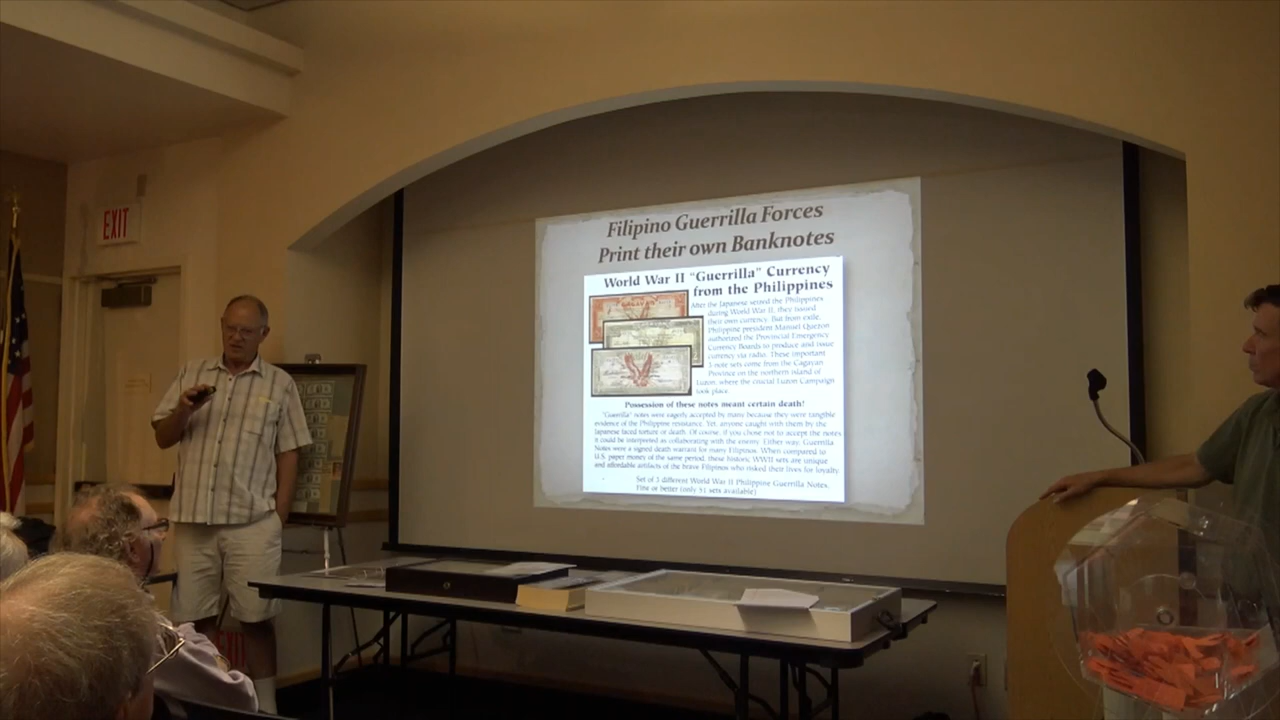 EXIT
Filipino Guerrilla Forces
Print their own Banknotes
World War II "Guerrilla" Currency
from the Philippines
After the Japanese seized the Philippines
during World War II, they issued
their own currency. But from exile,
Philippine president Manuel Quezon
authorized the Provincial Emergency
Currency Boards to produce and issue
currency via radio. These important
3-note sets come from the Cagayan
Province on the northern island of
Luzon, where the crucial Luzon Campaign
took place.
Possession of these notes meant certain death!
"Guerrilla" notes were eagerly accepted by many because they were tangible
evidence of the Philippine resistance. Yet, anyone caught with them by the
Japanese faced torture or death. Of course, if you chose not to accept the notes
it could be interpreted as collaborating with the enemy. Either way, Guerrilla
Notes were a signed death warrant for many Filipinos. When compared to
U.S. paper money of the same period, these historic WWII sets are unique
and affordable artifacts of the brave Filipinos who risked their lives for loyalty
Set of 3 different World War II Philippine Guerrilla Notes.
Fine or better (only 51 sets available)
EXIT